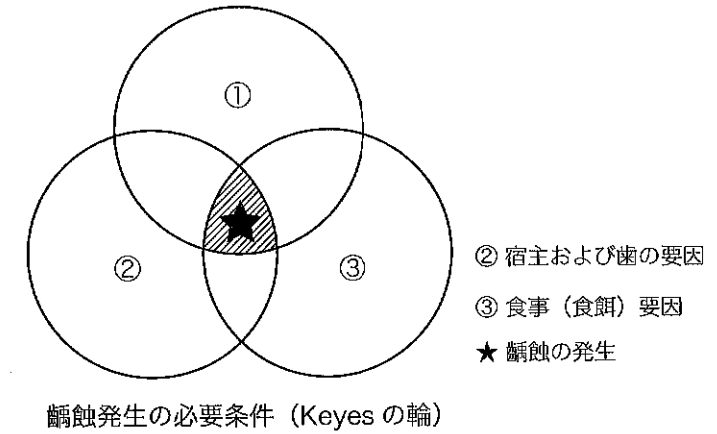 ①
②
③
② 宿主および歯の要因
③ 食事（食餌）要因
★ 齲蝕の発生
齲蝕発生の必要条件（Keyes の輪）